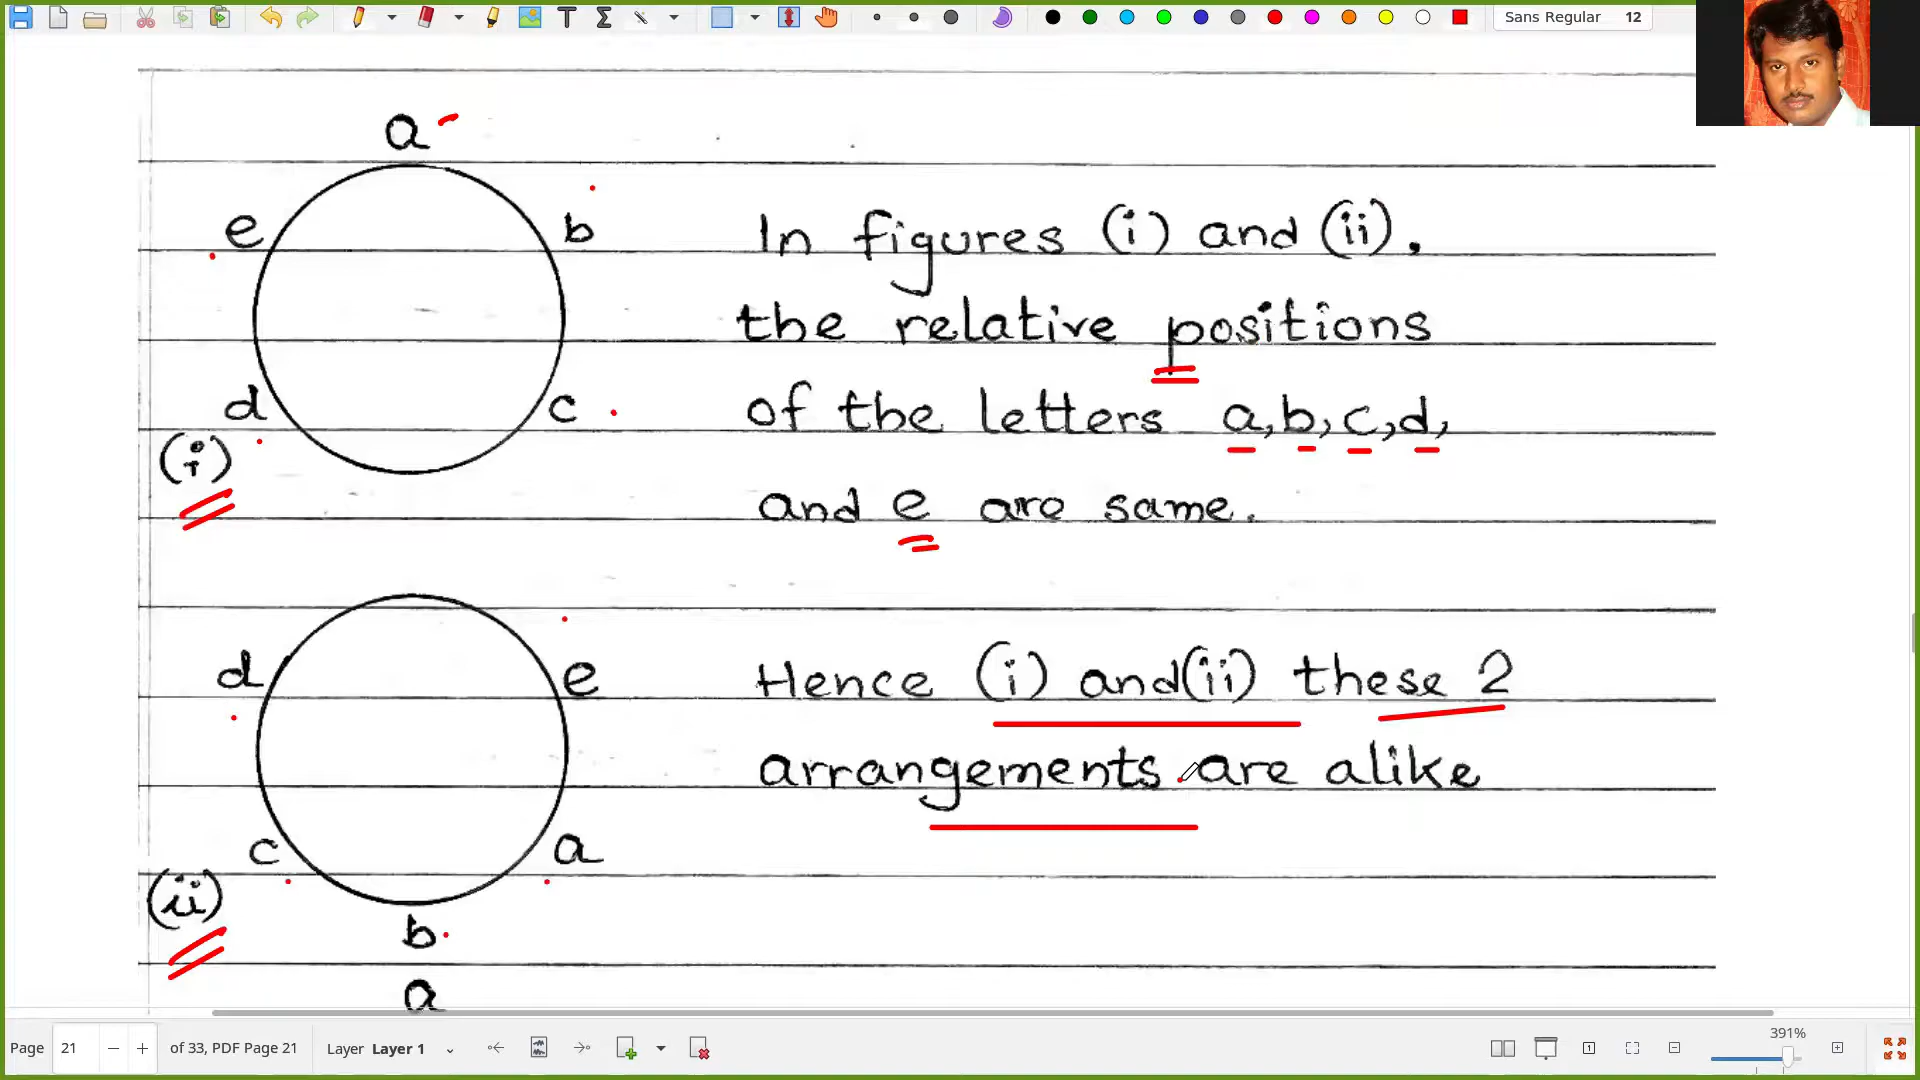 Sans Regular 12
a
e b
In figures (i) and (ii),
the relative positions
d c
of the letters a,b,c,d,
(i)
and e are same.
d e
Hence (i) and(ii) these 2
arrangements are alike
c a
(ii)
b
a
391%
Page 21 of 33, PDF Page 21 Layer Layer 1